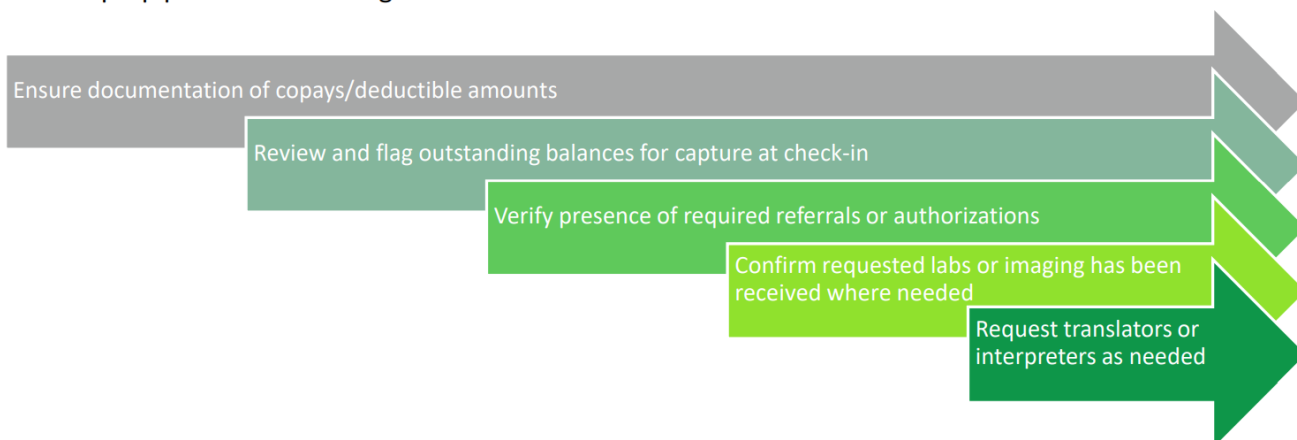 Ensure documentation of copays/deductible amounts
Review and flag outstanding balances for capture at check-in
Verify presence of required referrals or authorizations
Confirm requested labs or imaging has been
received where needed
Request translators or
interpreters as needed